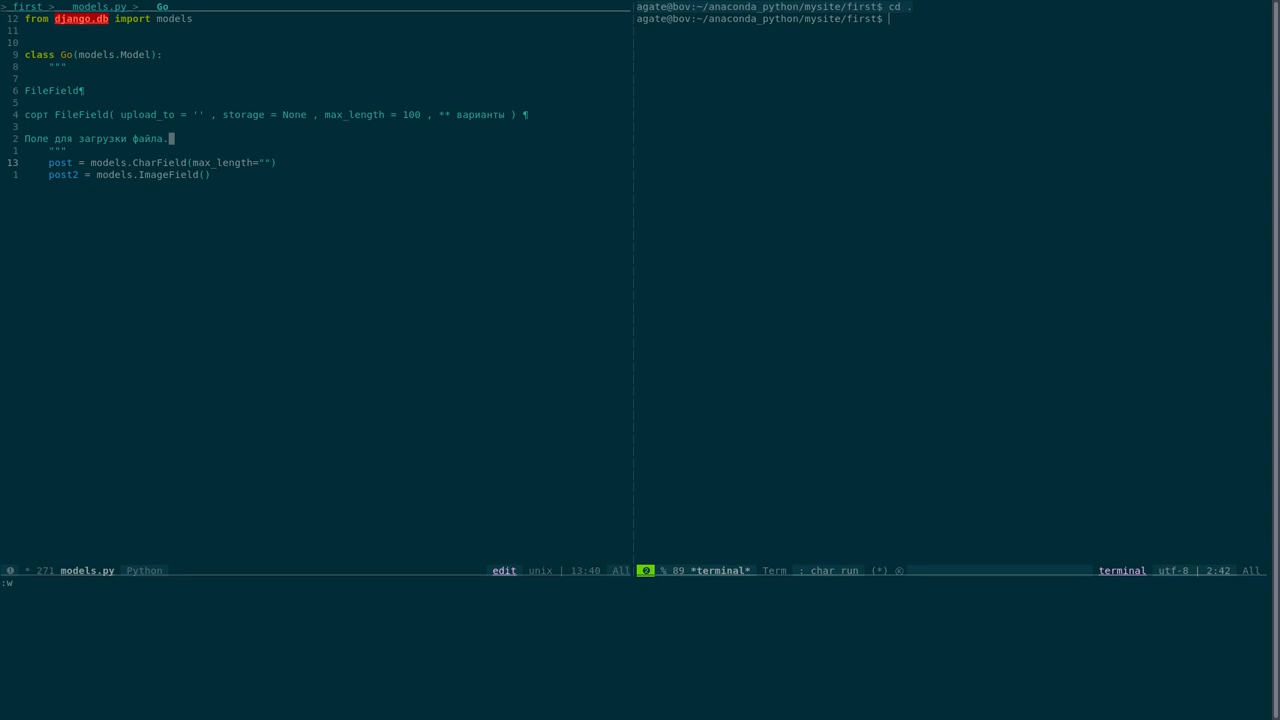 > first > models.py > Go
12 from django.db import models
11
10
9 class Go(models.Model):
8 """
7
6 FileField¶
5
4 сорт FileField( upload_to = '' , storage = None , max_length = 100 , ** варианты ) ¶
3
2 Поле для загрузки файла.
1 """
13 post = models.CharField(max_length="")
1 post2 = models.ImageField()
❶ * 271 models.py Python edit unix | 13:40 All
:w
agate@bov:~/anaconda_python/mysite/first$ cd .
agate@bov:~/anaconda_python/mysite/first$
❷ % 89 *terminal* Term : char run (*) ⓚ terminal utf-8 | 2:42 All